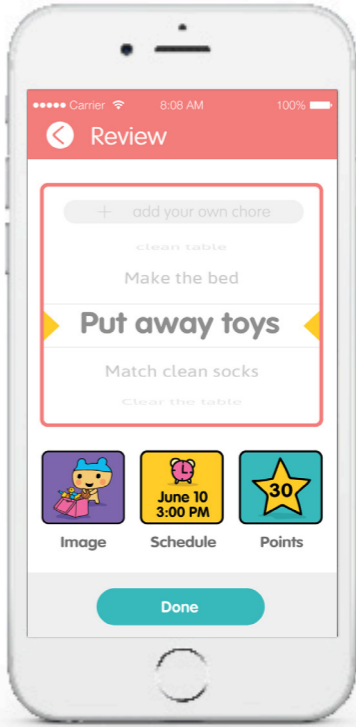 Carrier 8:08 AM 100%
Review
+ add your own chore
clean table
Make the bed
Put away toys
Match clean socks
Clear the table
June 10
3:00 PM
30
Image Schedule Points
Done